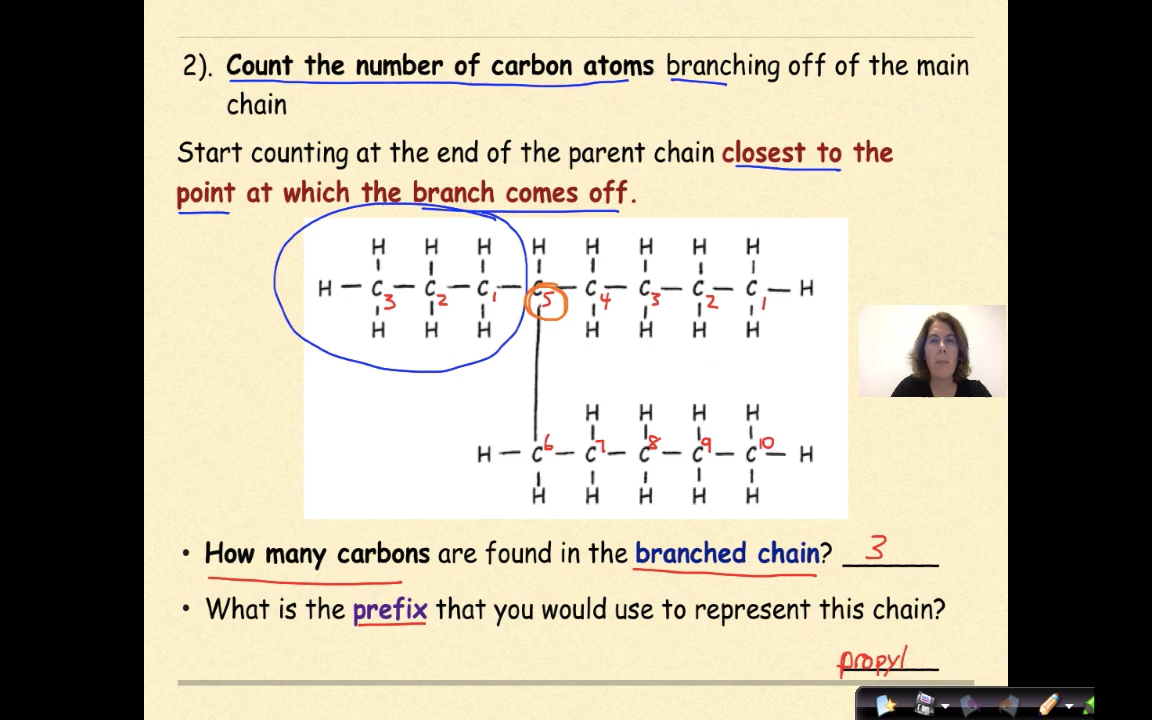 2). Count the number of carbon atoms branching off of the main
chain
Start counting at the end of the parent chain closest to the
point at which the branch comes off.
H H H H H H H H
H — C — C — C — C — C — C — C — C — H
3 2 1 5 4 3 2 1
H H H H H H H
H H H H
6 7 8 9 10
H — C — C — C — C — C — H
H H H H H
• How many carbons are found in the branched chain? 3
• What is the prefix that you would use to represent this chain?
propyl